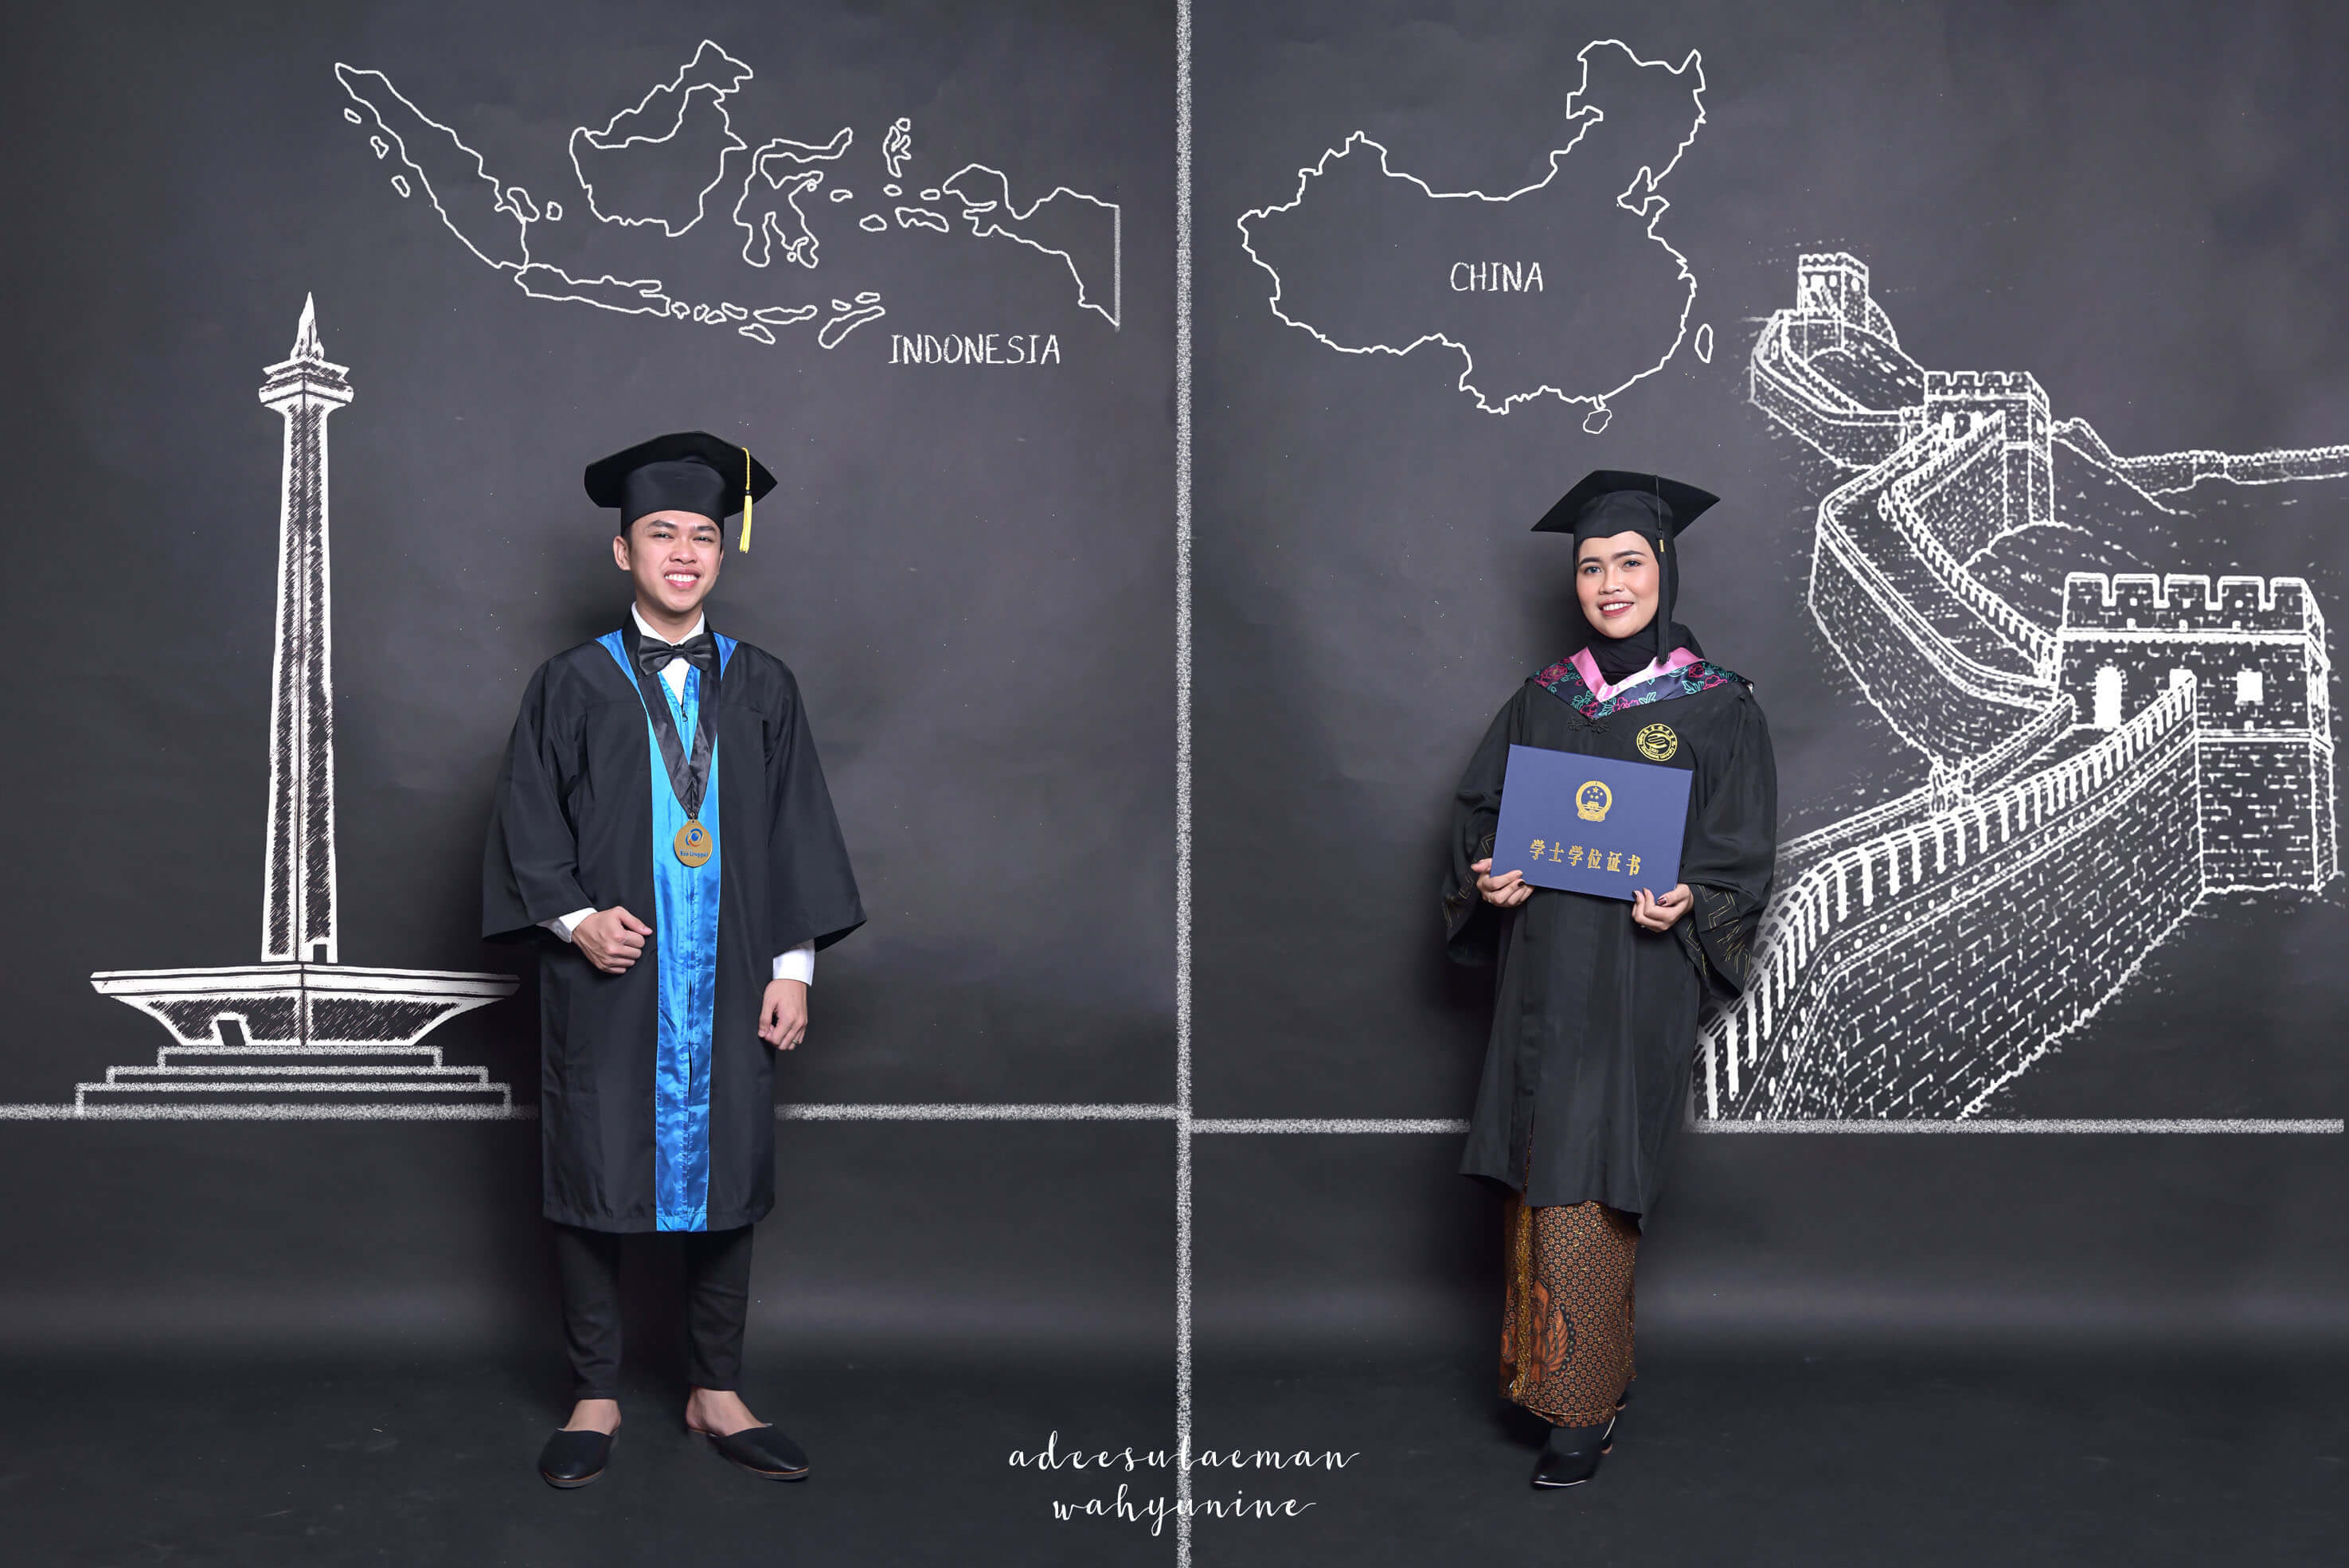 INDONESIA
CHINA
学士学位证书
adeesulaeman
wahyunine